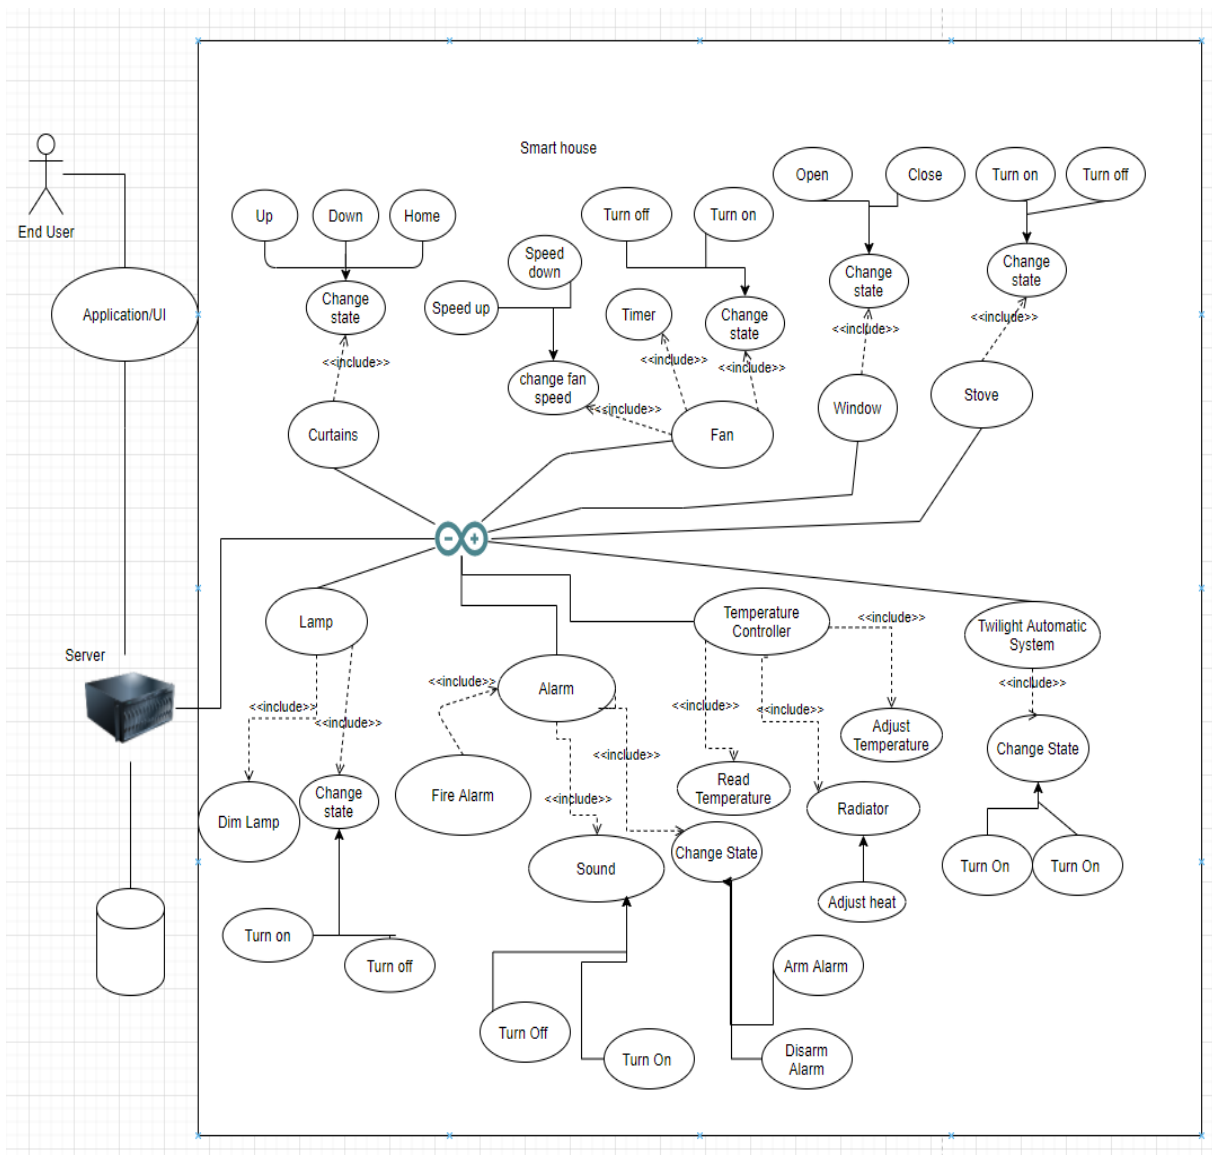 Smart house
End User
Application/UI
Server
Up
Down
Home
Change
state
<<include>>
Curtains
Speed
down
Speed up
change fan
speed
<<include>>
Turn off
Turn on
Timer
Change
state
<<include>>
<<include>>
Fan
Open
Close
Change
state
<<include>>
Window
Turn on
Turn off
Change
state
<<include>>
Stove
Lamp
<<include>>
<<include>>
Dim Lamp
Change
state
Turn on
Turn off
Alarm
<<include>>
Fire Alarm
<<include>>
<<include>>
Sound
Change State
Turn Off
Turn On
Arm Alarm
Disarm
Alarm
Temperature
Controller
<<include>>
<<include>>
<<include>>
Read
Temperature
Adjust
Temperature
Radiator
Adjust heat
Twilight Automatic
System
<<include>>
Change State
Turn On
Turn On